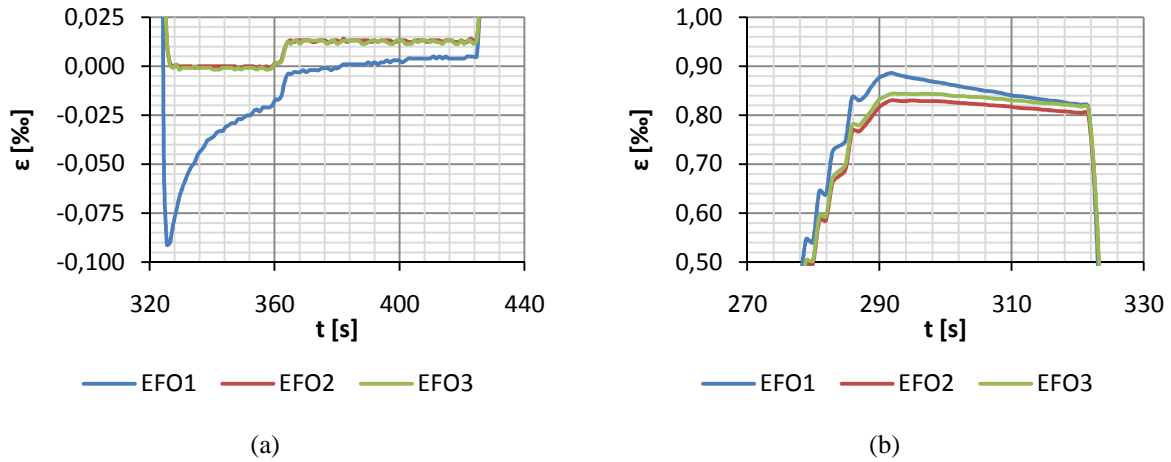 0,025
0,000
-0,025
-0,050
-0,075
-0,100
ε [‰]
320 360 400 440
t [s]
EFO1 EFO2 EFO3
(a)
1,00
0,90
0,80
0,70
0,60
0,50
ε [‰]
270 290 310 330
t [s]
EFO1 EFO2 EFO3
(b)